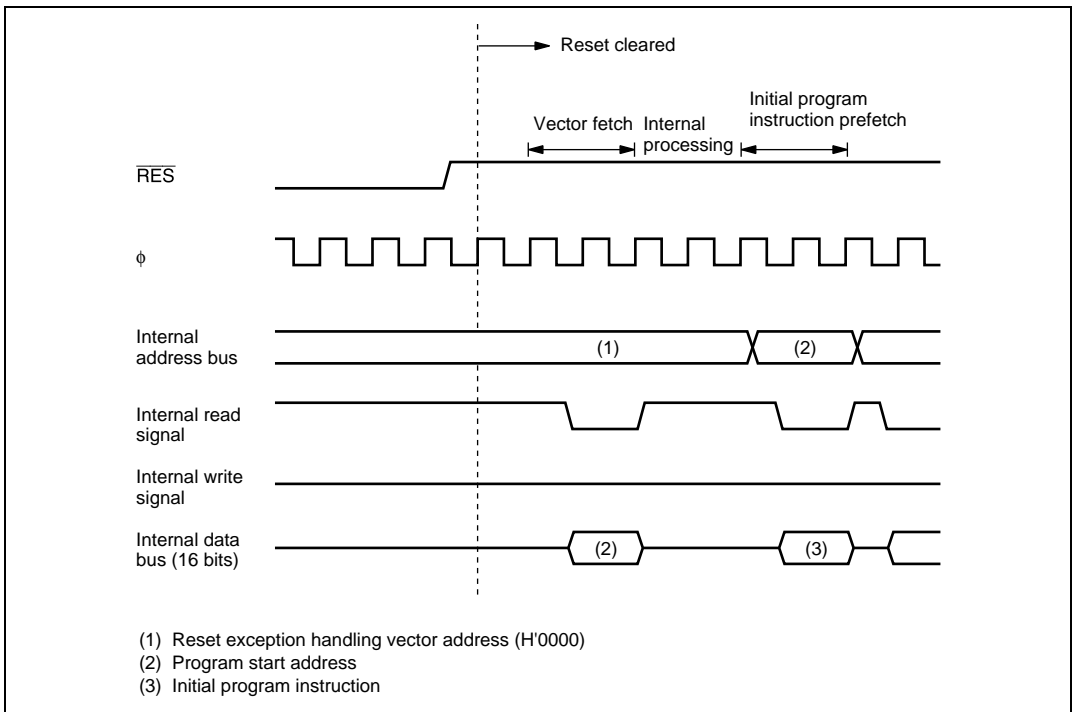 Reset cleared
Initial program
instruction prefetch
Vector fetch
Internal
processing
RES
φ
Internal
address bus
(1)
(2)
Internal read
signal
Internal write
signal
Internal data
bus (16 bits)
(2)
(3)
(1) Reset exception handling vector address (H'0000)
(2) Program start address
(3) Initial program instruction